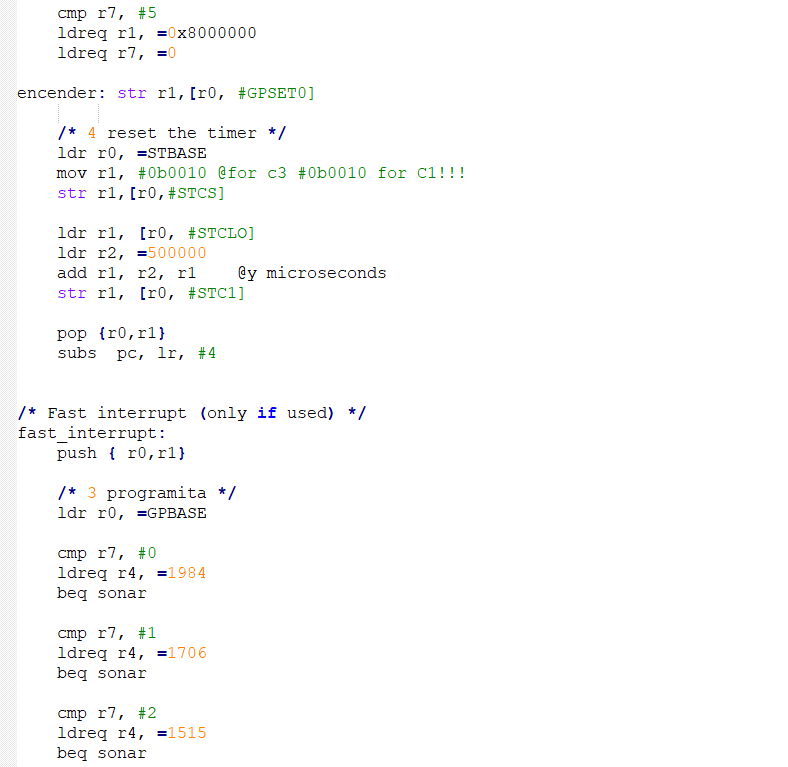 cmp r7, #5
ldreq r1, =0x8000000
ldreq r7, =0
encender: str r1,[r0, #GPSET0]
/* 4 reset the timer */
ldr r0, =STBASE
mov r1, #0b0010 @for c3 #0b0010 for C1!!!
str r1,[r0,#STCS]
ldr r1, [r0, #STCLO]
ldr r2, =500000
add r1, r2, r1    @y microseconds
str r1, [r0, #STC1]
pop {r0,r1}
subs  pc, lr, #4
/* Fast interrupt (only if used) */
fast_interrupt:
push { r0,r1}
/* 3 programita */
ldr r0, =GPBASE
cmp r7, #0
ldreq r4, =1984
beq sonar
cmp r7, #1
ldreq r4, =1706
beq sonar
cmp r7, #2
ldreq r4, =1515
beq sonar